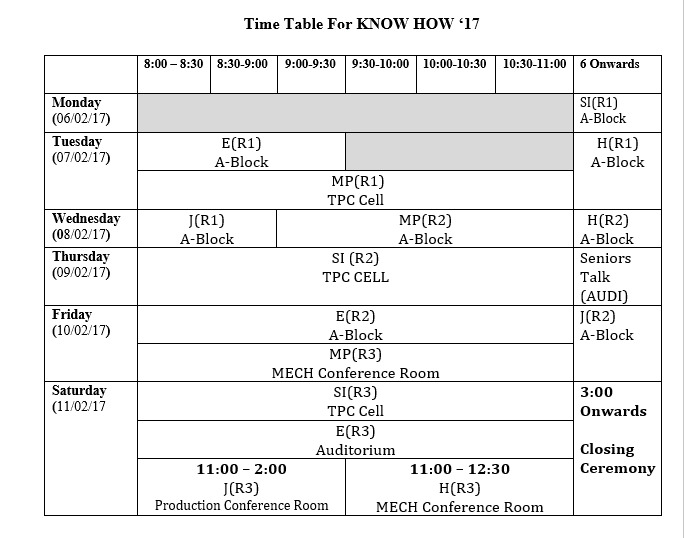 Time Table For KNOW HOW ‘17
8:00 – 8:30 8:30-9:00 9:00-9:30 9:30-10:00 10:00-10:30 10:30-11:00 6 Onwards
Monday
(06/02/17)
SI(R1)
A-Block
Tuesday
(07/02/17)
E(R1)
A-Block
H(R1)
A-Block
MP(R1)
TPC Cell
Wednesday
(08/02/17)
J(R1)
A-Block
MP(R2)
A-Block
H(R2)
A-Block
Thursday
(09/02/17)
SI (R2)
TPC CELL
Seniors
Talk
(AUDI)
Friday
(10/02/17)
E(R2)
A-Block
J(R2)
A-Block
MP(R3)
MECH Conference Room
Saturday
(11/02/17
SI(R3)
TPC Cell
3:00
Onwards
Closing
Ceremony
E(R3)
Auditorium
11:00 – 2:00
J(R3)
Production Conference Room
11:00 – 12:30
H(R3)
MECH Conference Room